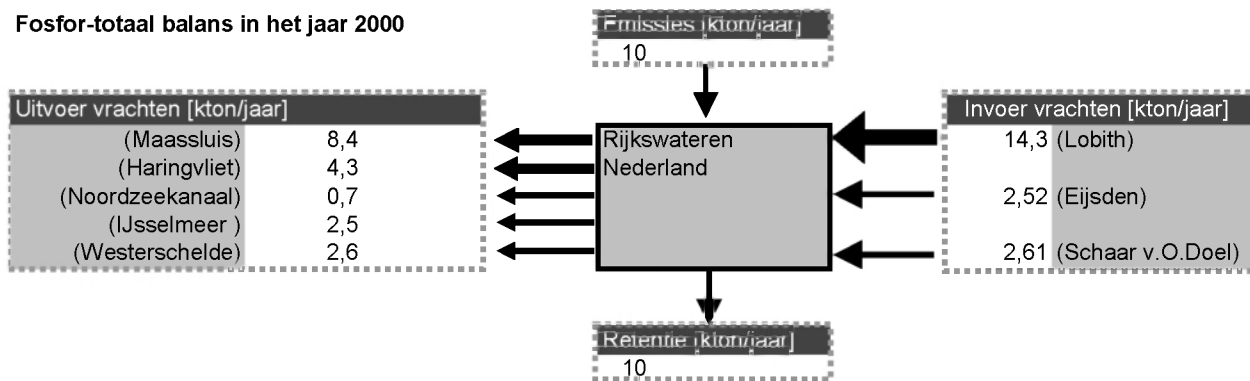 Fosfor-totaal balans in het jaar 2000
Emissies [kton/jaar]
10
Uitvoer vrachten [kton/jaar]
(Maassluis) 8,4
(Haringvliet) 4,3
(Noordzeekanaal) 0,7
(IJsselmeer ) 2,5
(Westerschelde) 2,6
Rijkswateren
Nederland
Invoer vrachten [kton/jaar]
14,3 (Lobith)
2,52 (Eijsden)
2,61 (Schaar v.O.Doel)
Retentie [kton/jaar]
10